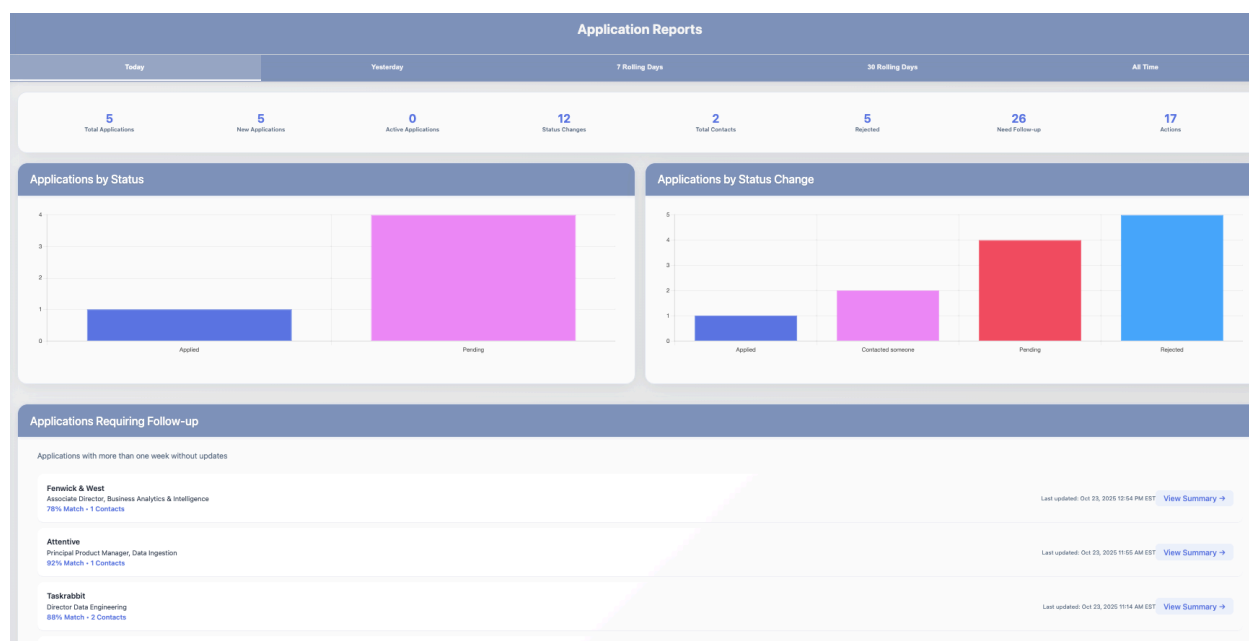 Application Reports
Today Yesterday 7 Rolling Days 30 Rolling Days All Time
5 5 0 12 2 5 26 17
Total Applications New Applications Active Applications Status Changes Total Contacts Rejected Need Follow-up Actions
Applications by Status
4
3
2
1
0
Applied Pending
Applications by Status Change
5
4
3
2
1
0
Applied Contacted someone Pending Rejected
Applications Requiring Follow-up
Applications with more than one week without updates
Fenwick & West
Associate Director, Business Analytics & Intelligence
78% Match • 1 Contacts
Last updated: Oct 23, 2025 12:54 PM EST View Summary →
Attentive
Principal Product Manager, Data Ingestion
92% Match • 1 Contacts
Last updated: Oct 23, 2025 11:55 AM EST View Summary →
Taskrabbit
Director Data Engineering
88% Match • 2 Contacts
Last updated: Oct 23, 2025 11:14 AM EST View Summary →